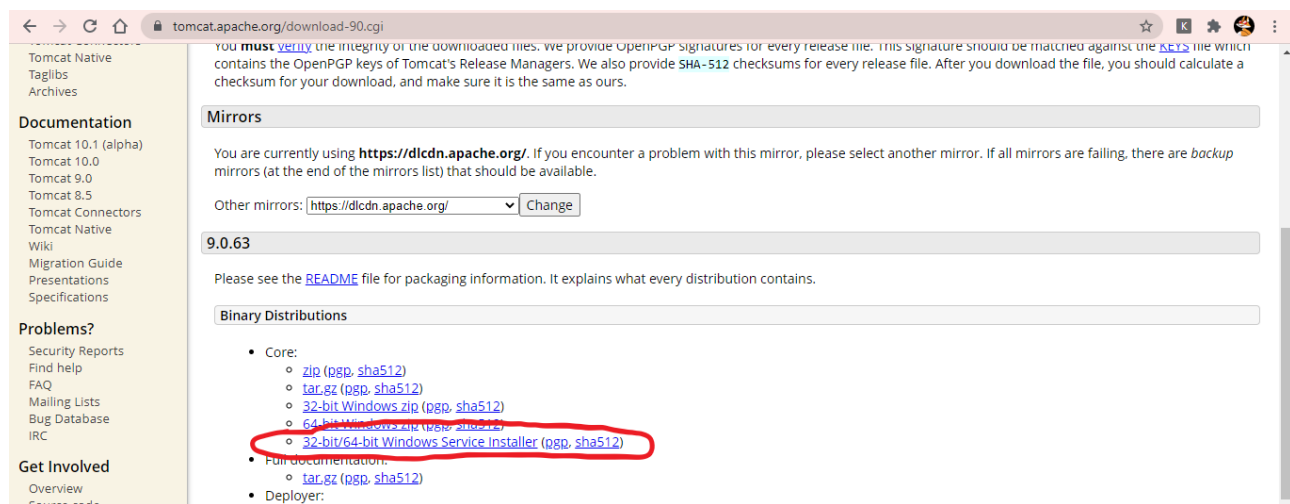 tomcat.apache.org/download-90.cgi
K
Tomcat Connectors
Tomcat Native
Taglibs
Archives
Documentation
Tomcat 10.1 (alpha)
Tomcat 10.0
Tomcat 9.0
Tomcat 8.5
Tomcat Connectors
Tomcat Native
Wiki
Migration Guide
Presentations
Specifications
Problems?
Security Reports
Find help
FAQ
Mailing Lists
Bug Database
IRC
Get Involved
Overview
Source code
You must verify the integrity of the downloaded files. We provide OpenPGP signatures for every release file. This signature should be matched against the KEYS file which
contains the OpenPGP keys of Tomcat's Release Managers. We also provide SHA-512 checksums for every release file. After you download the file, you should calculate a
checksum for your download, and make sure it is the same as ours.
Mirrors
You are currently using https://dlcdn.apache.org/. If you encounter a problem with this mirror, please select another mirror. If all mirrors are failing, there are backup
mirrors (at the end of the mirrors list) that should be available.
Other mirrors: https://dlcdn.apache.org/ Change
9.0.63
Please see the README file for packaging information. It explains what every distribution contains.
Binary Distributions
Core:
zip (pgp, sha512)
tar.gz (pgp, sha512)
32-bit Windows zip (pgp, sha512)
64-bit Windows zip (pgp, sha512)
32-bit/64-bit Windows Service Installer (pgp, sha512)
Full documentation:
tar.gz (pgp, sha512)
Deployer: